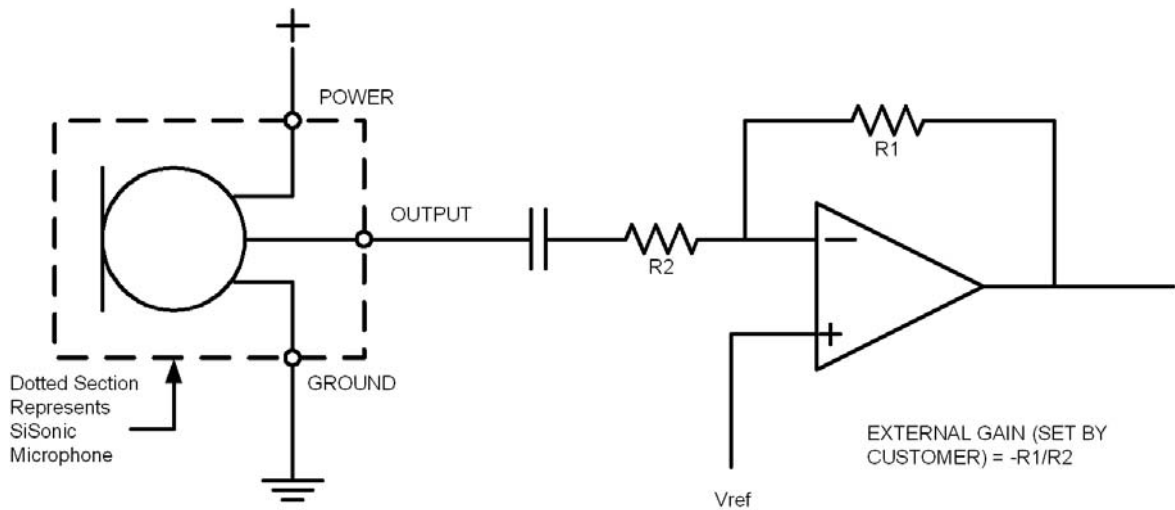 POWER
OUTPUT
R1
R2
GROUND
Dotted Section
Represents
SiSonic
Microphone
EXTERNAL GAIN (SET BY
CUSTOMER) = -R1/R2
Vref